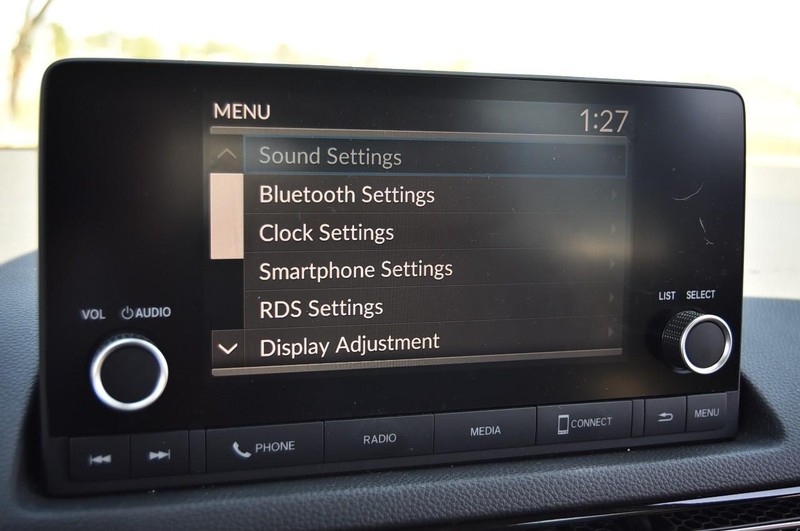 MENU 1:27
Sound Settings
Bluetooth Settings
Clock Settings
Smartphone Settings
RDS Settings
Display Adjustment
VOL AUDIO
LIST SELECT
PHONE RADIO MEDIA CONNECT MENU